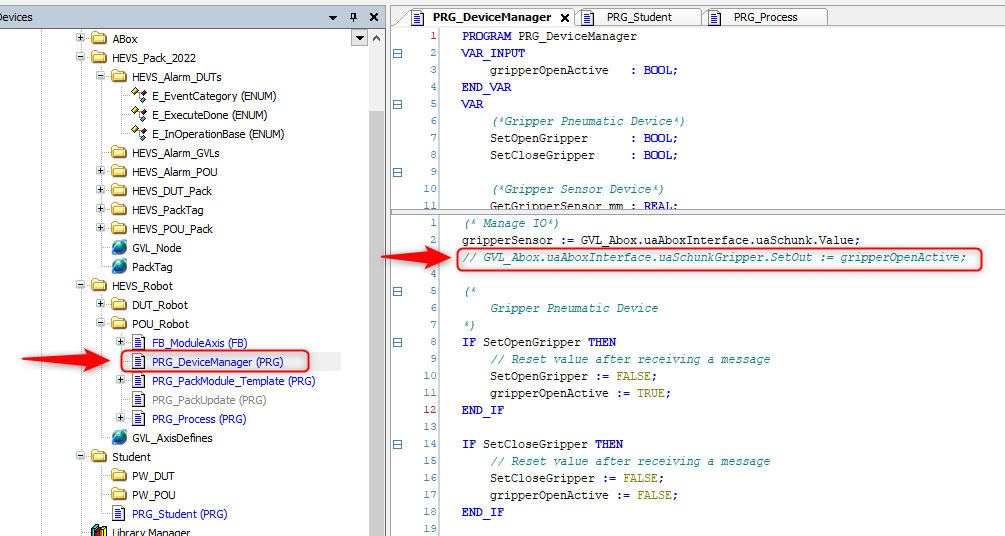 Devices
ABox
HEVS_Pack_2022
HEVS_Alarm_DUTs
E_EventCategory (ENUM)
E_ExecuteDone (ENUM)
E_InOperationBase (ENUM)
HEVS_Alarm_GVLs
HEVS_Alarm_POU
HEVS_DUT_Pack
HEVS_PackTag
HEVS_POU_Pack
GVL_Node
PackTag
HEVS_Robot
DUT_Robot
POU_Robot
FB_ModuleAxis (FB)
PRG_DeviceManager (PRG)
PRG_PackModule_Template (PRG)
PRG_PackUpdate (PRG)
PRG_Process (PRG)
GVL_AxisDefines
Student
PW_DUT
PW_POU
PRG_Student (PRG)
Library Manager
PRG_DeviceManager PRG_Student PRG_Process
1 PROGRAM PRG_DeviceManager
2 VAR_INPUT
3 gripperOpenActive : BOOL;
4 END_VAR
5 VAR
6 (*Gripper Pneumatic Device*)
7 SetOpenGripper : BOOL;
8 SetCloseGripper : BOOL;
9
10 (*Gripper Sensor Device*)
11 GetGripperSensor_mm : REAL;
1 (* Manage IO*)
2 gripperSensor := GVL_Abox.uaAboxInterface.uaSchunk.Value;
3 // GVL_Abox.uaAboxInterface.uaSchunkGripper.SetOut := gripperOpenActive;
4
5 (*
6 Gripper Pneumatic Device
7 *)
8 IF SetOpenGripper THEN
9 // Reset value after receiving a message
10 SetOpenGripper := FALSE;
11 gripperOpenActive := TRUE;
12 END_IF
13
14 IF SetCloseGripper THEN
15 // Reset value after receiving a message
16 SetCloseGripper := FALSE;
17 gripperOpenActive := FALSE;
18 END_IF
19